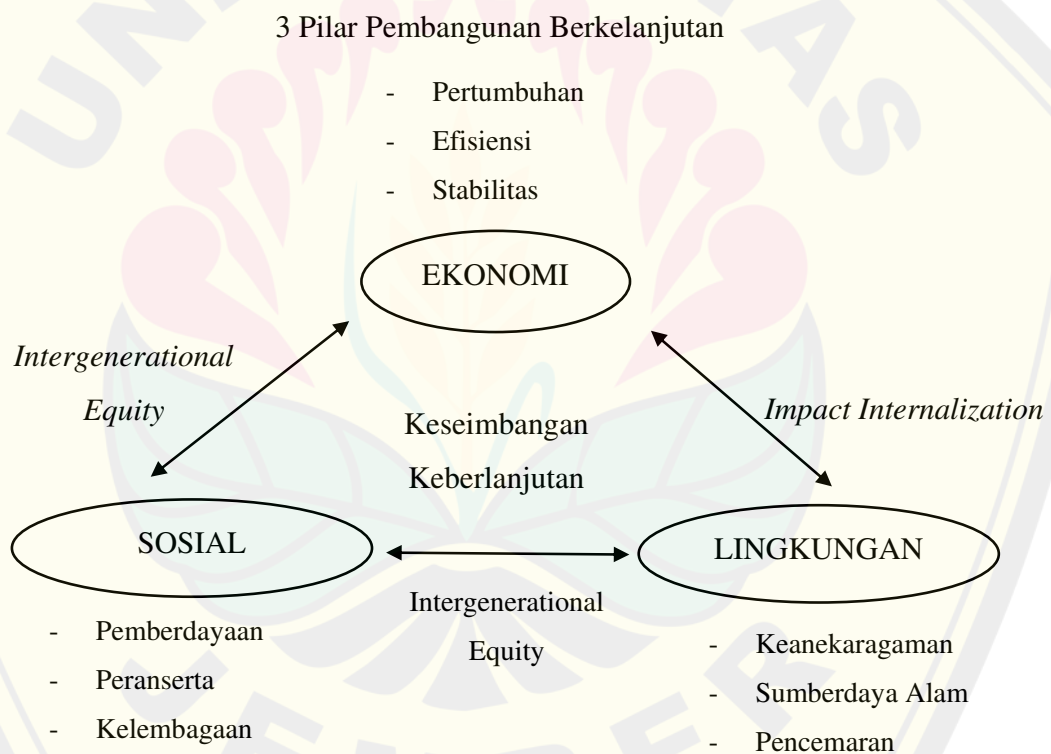 3 Pilar Pembangunan Berkelanjutan
- Pertumbuhan
- Efisiensi
- Stabilitas
EKONOMI
Intergenerational
Equity
Impact Internalization
Keseimbangan
Keberlanjutan
SOSIAL
LINGKUNGAN
Intergenerational
Equity
- Pemberdayaan
- Peranserta
- Kelembagaan
- Keanekaragaman
- Sumberdaya Alam
- Pencemaran